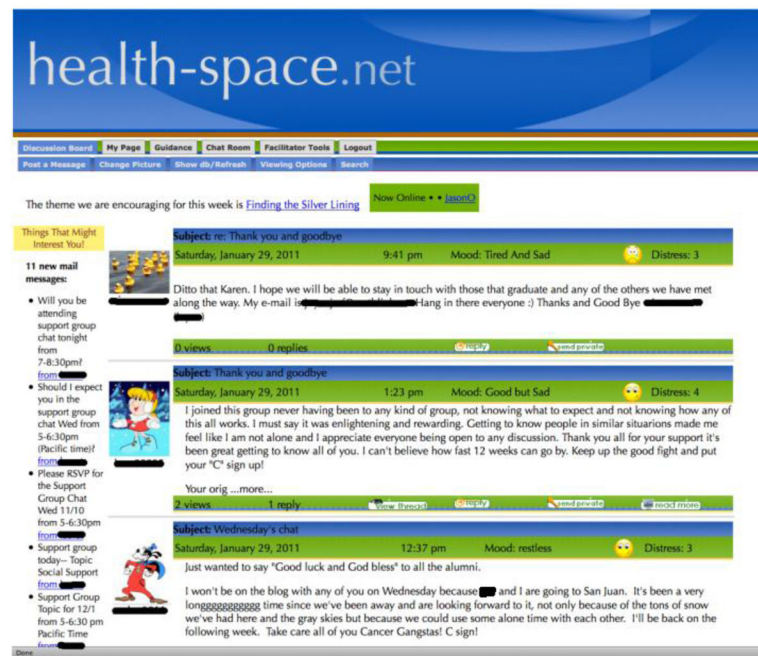 health-space.net
Discussion Board My Page Guidance Chat Room Facilitator Tools Logout
Post a Message Change Picture Show db/Refresh Viewing Options Search
The theme we are encouraging for this week is Finding the Silver Lining
Now Online • • JasonO
Things That Might
Interest You!
11 new mail
messages:
• Will you be
attending
support group
chat tonight
from
7-8:30pm?
from
• Should I expect
you in the
support group
chat Wed from
5-6:30pm
(Pacific time)?
from
• Please RSVP for
the Support
Group Chat
Wed 11/10
from 5-6:30pm
from
• Support group
today-- Topic
Social Support
from
• Support Group
Topic for 12/1
from 5-6:30 pm
Pacific Time
from
Subject: re: Thank you and goodbye
Saturday, January 29, 2011 9:41 pm Mood: Tired And Sad Distress: 3
Ditto that Karen. I hope we will be able to stay in touch with those that graduate and any of the others we have met
along the way. My e-mail is Hang in there everyone :) Thanks and Good Bye
0 views 0 replies reply send private
Subject: Thank you and goodbye
Saturday, January 29, 2011 1:23 pm Mood: Good but Sad Distress: 4
I joined this group never having been to any kind of group, not knowing what to expect and not knowing how any of
this all works. I must say it was enlightening and rewarding. Getting to know people in similar situarions made me
feel like I am not alone and I appreciate everyone being open to any discussion. Thank you all for your support it's
been great getting to know all of you. I can't believe how fast 12 weeks can go by. Keep up the good fight and put
your "C" sign up!
Your orig ...more...
2 views 1 reply View thread reply send private read more
Subject: Wednesday's chat
Saturday, January 29, 2011 12:37 pm Mood: restless Distress: 3
Just wanted to say "Good luck and God bless" to all the alumni.
I won't be on the blog with any of you on Wednesday because and I are going to San Juan. It's been a very
longggggggggggg time since we've been away and are looking forward to it, not only because of the tons of snow
we've had here and the gray skies but because we could use some alone time with each other. I'll be back on the
following week. Take care all of you Cancer Gangstas! C sign!
Done